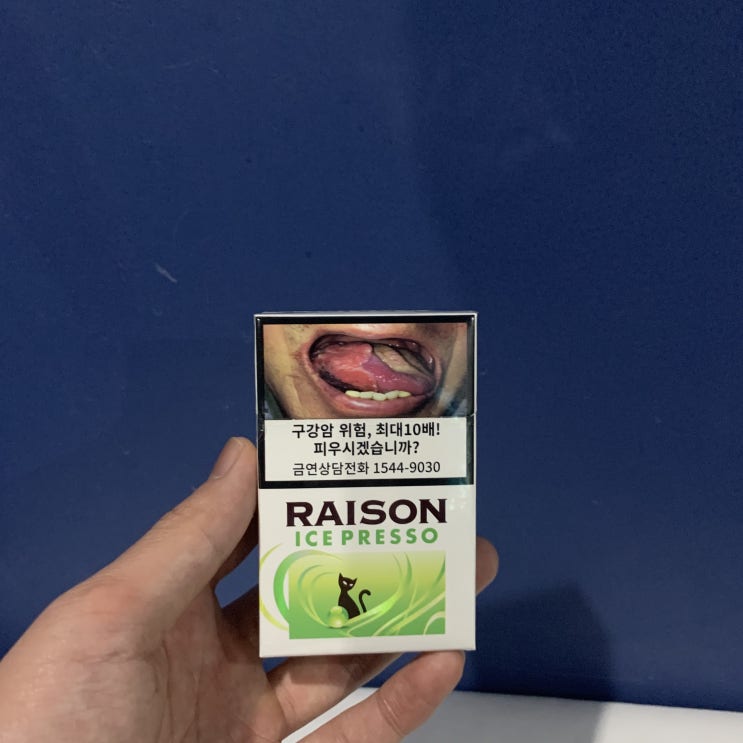 구강암 위험, 최대10배!
피우시겠습니까?
금연상담전화 1544-9030
RAISON
ICE PRESSO